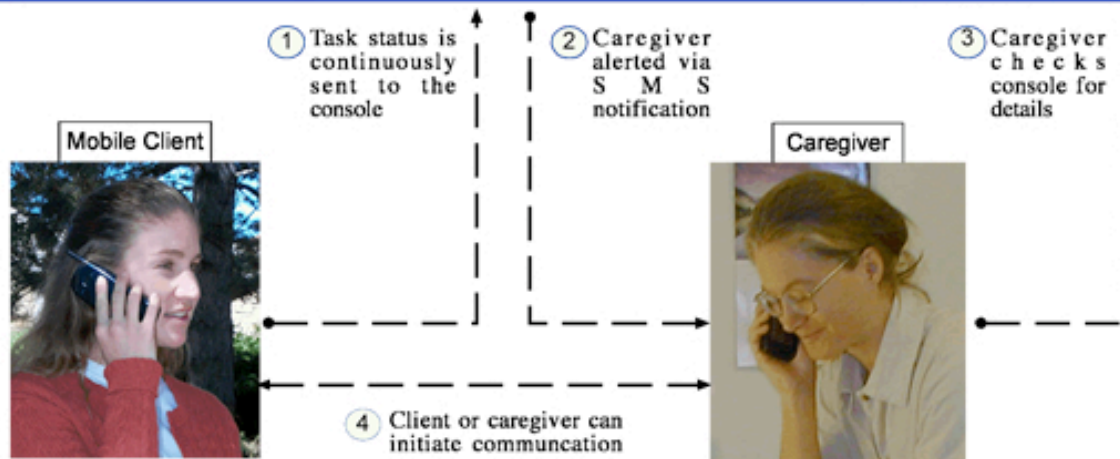 1 Task status is
continuously
sent to the
console
2 Caregiver
alerted via
S M S
notification
3 Caregiver
c h e c k s
console for
details
Mobile Client
Caregiver
4 Client or caregiver can
initiate communcation